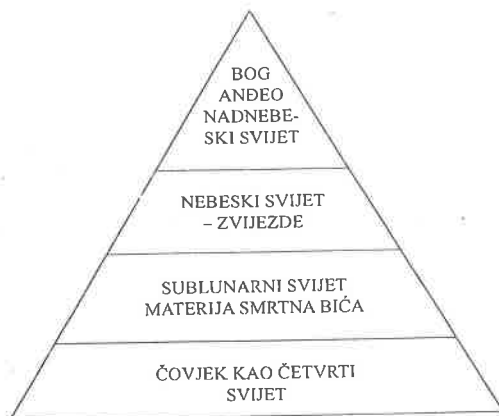 BOG
ANĐEO
NADNEBE-
SKI SVIJET
NEBESKI SVIJET
– ZVIJEZDE
SUBLUNARNI SVIJET
MATERIJA SMRTNA BIĆA
ČOVJEK KAO ČETVRTI
SVIJET